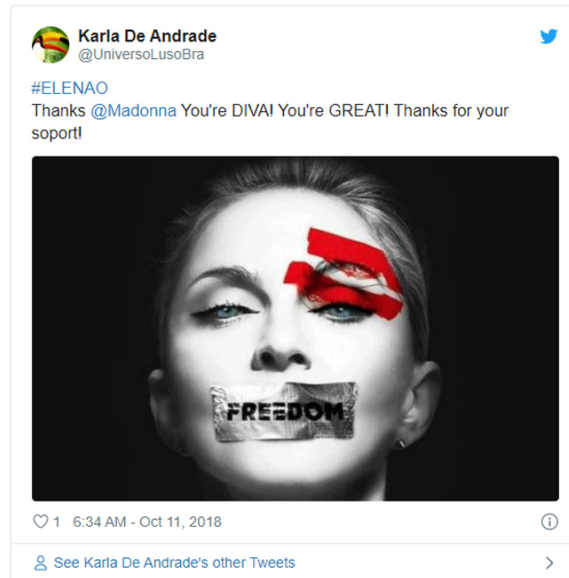 Karla De Andrade
@UniversoLusoBra
#ELENAO
Thanks @Madonna You're DIVA! You're GREAT! Thanks for your
soport!
FREEDOM
1 6:34 AM - Oct 11, 2018
See Karla De Andrade's other Tweets